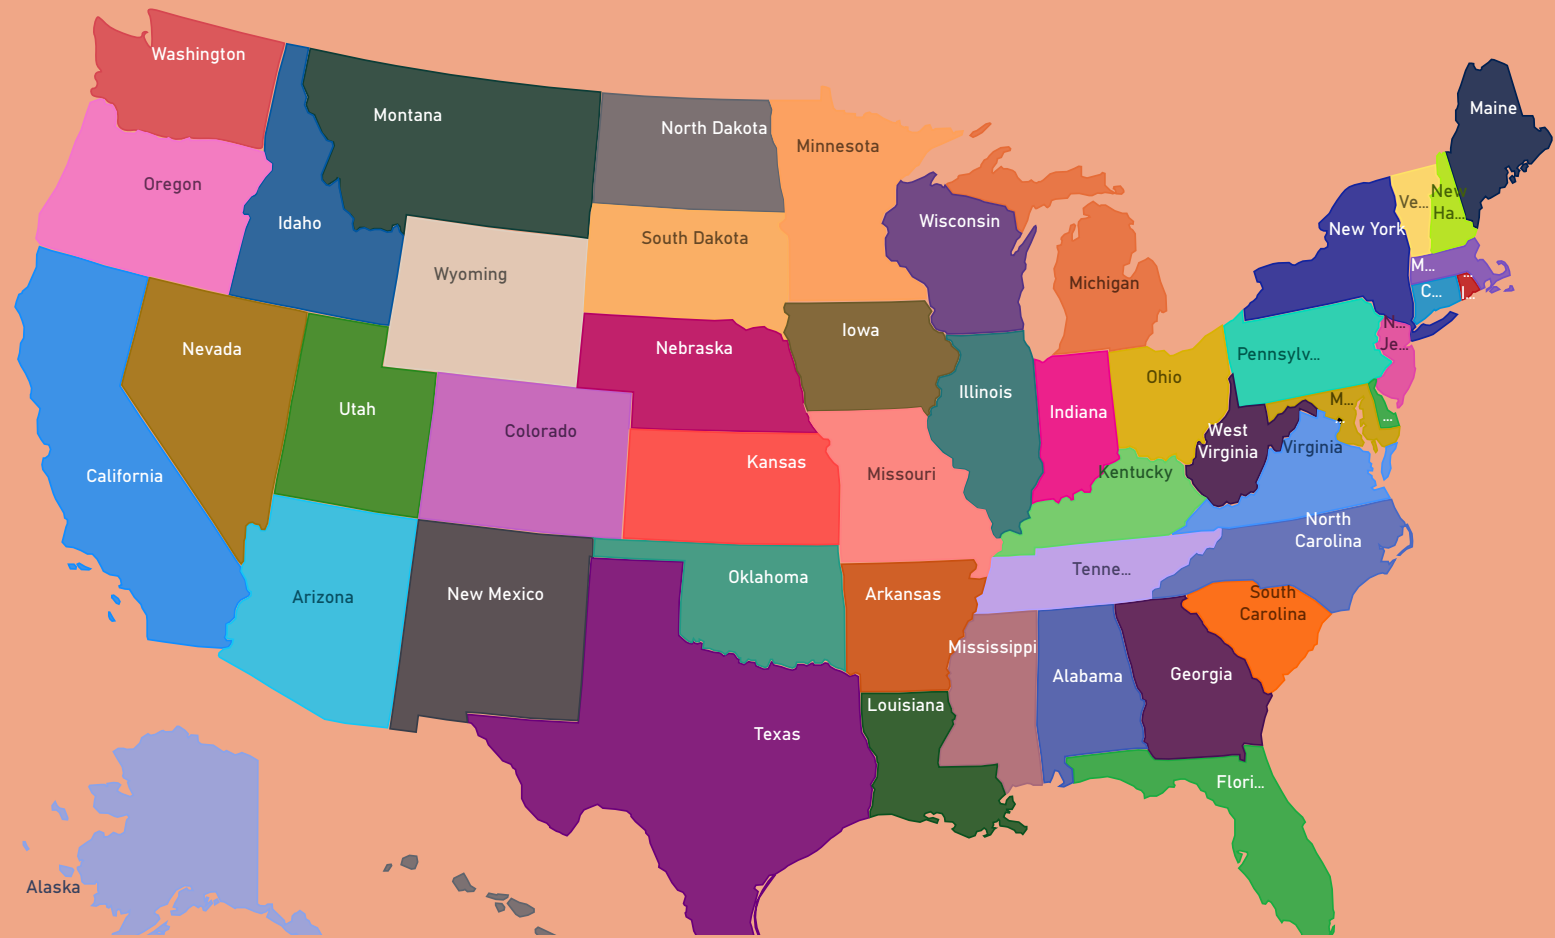 Washington
Montana
North Dakota
Minnesota
Maine
Oregon
Idaho
Wisconsin
New York
Ve...
New
Ha...
South Dakota
Wyoming
Michigan
M...
...
C...
I...
Nevada
Nebraska
Iowa
N...
Je...
Pennsylv...
Ohio
Illinois
Indiana
Utah
Colorado
M...
...
...
West
Virginia
Virginia
California
Kansas
Missouri
Kentucky
North
Carolina
Arizona
New Mexico
Oklahoma
Arkansas
Tenne...
South
Carolina
Mississippi
Alabama
Georgia
Louisiana
Texas
Flori...
Alaska